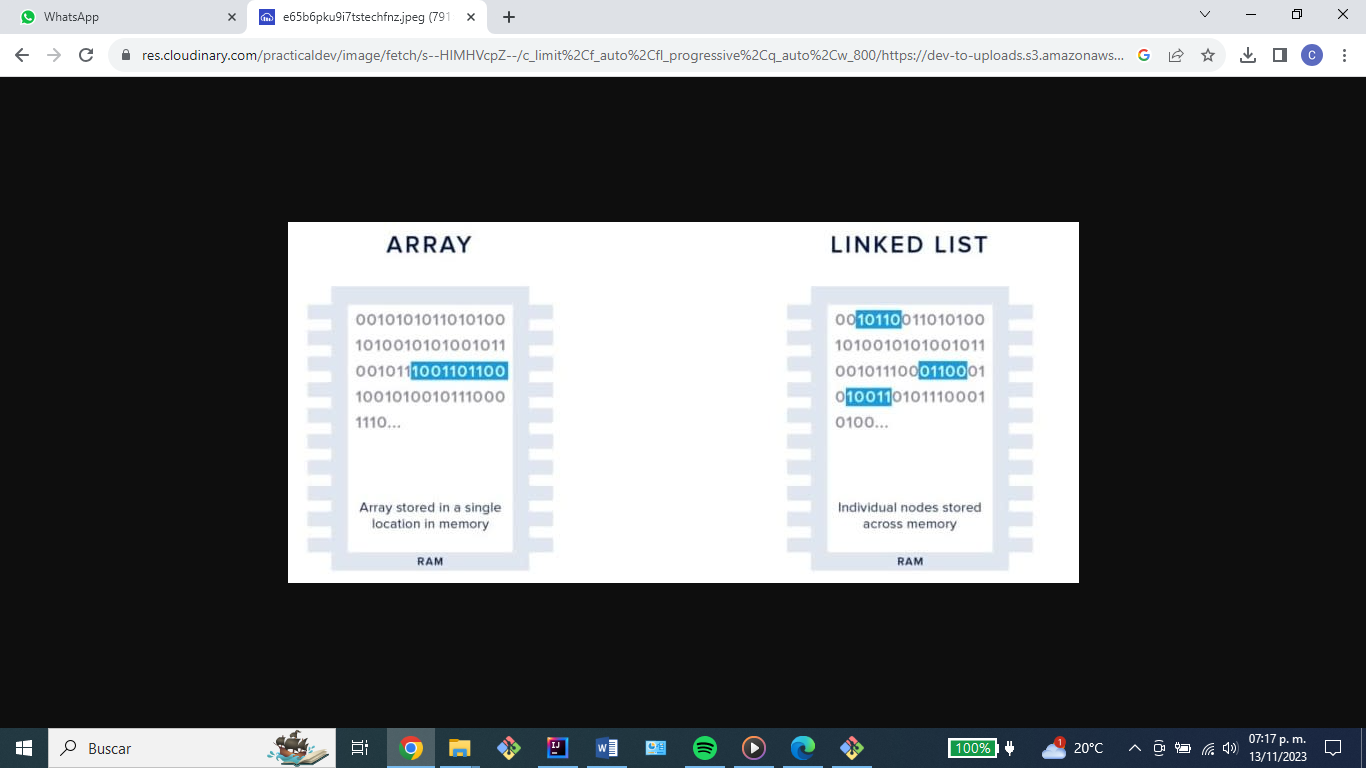 WhatsApp
e65b6pku9i7tstechfnz.jpeg (791
res.cloudinary.com/practicaldev/image/fetch/s--HlMHVcpZ--/c_limit%2Cf_auto%2Cfl_progressive%2Cq_auto%2Cw_800/https://dev-to-uploads.s3.amazonaws...
C
ARRAY
0010101011010100
1010010101001011
0010111001101100
1001010010111000
1110...
Array stored in a single
location in memory
RAM
LINKED LIST
0010110011010100
1010010101001011
0010111000110001
0100110101110001
0100...
Individual nodes stored
across memory
RAM
Buscar
100%
1
20°C
07:17 p. m.
13/11/2023